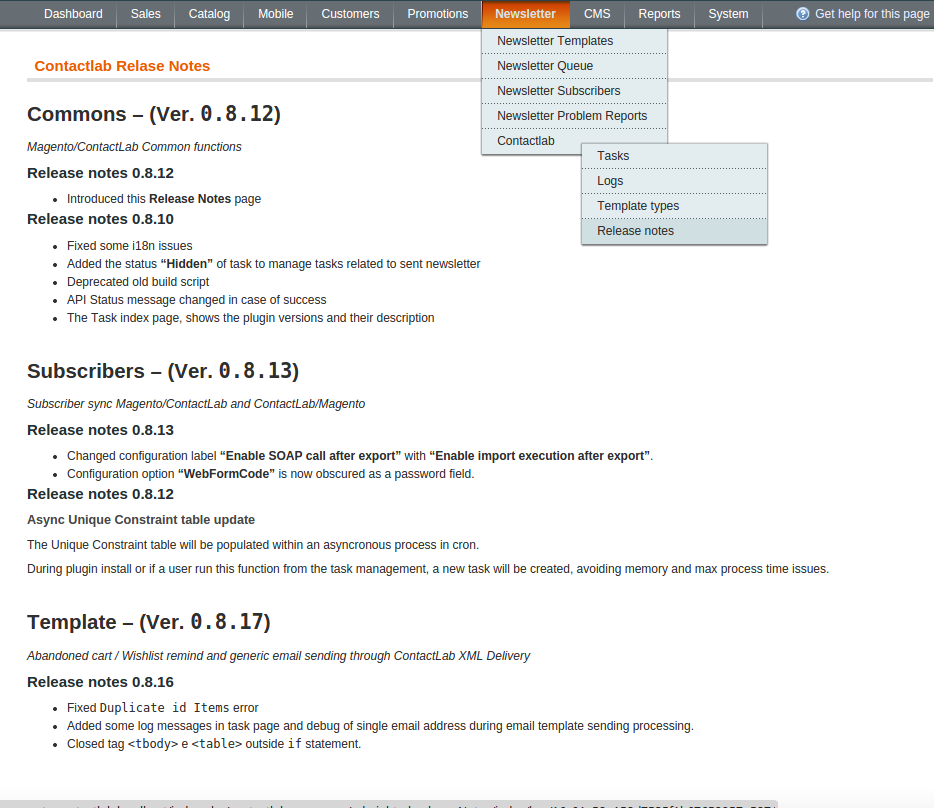 Dashboard Sales Catalog Mobile Customers Promotions Newsletter CMS Reports System Get help for this page
Newsletter Templates
Newsletter Queue
Newsletter Subscribers
Newsletter Problem Reports
Contactlab
Tasks
Logs
Template types
Release notes
Contactlab Relase Notes
Commons – (Ver. 0.8.12)
Magento/ContactLab Common functions
Release notes 0.8.12
• Introduced this Release Notes page
Release notes 0.8.10
• Fixed some i18n issues
• Added the status “Hidden” of task to manage tasks related to sent newsletter
• Deprecated old build script
• API Status message changed in case of success
• The Task index page, shows the plugin versions and their description
Subscribers – (Ver. 0.8.13)
Subscriber sync Magento/ContactLab and ContactLab/Magento
Release notes 0.8.13
• Changed configuration label “Enable SOAP call after export” with “Enable import execution after export”.
• Configuration option “WebFormCode” is now obscured as a password field.
Release notes 0.8.12
Async Unique Constraint table update
The Unique Constraint table will be populated within an asyncronous process in cron.
During plugin install or if a user run this function from the task management, a new task will be created, avoiding memory and max process time issues.
Template – (Ver. 0.8.17)
Abandoned cart / Wishlist remind and generic email sending through ContactLab XML Delivery
Release notes 0.8.16
• Fixed Duplicate id Items error
• Added some log messages in task page and debug of single email address during email template sending processing.
• Closed tag <tbody> e <table> outside if statement.